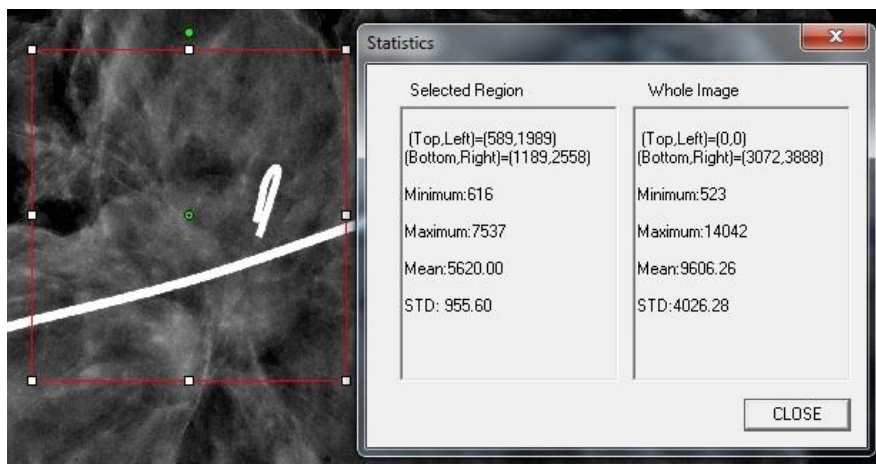 Statistics
Selected Region
(Top,Left)=(589,1989)
(Bottom,Right)=(1189,2558)
Minimum:616
Maximum:7537
Mean:5620.00
STD: 955.60
Whole Image
(Top,Left)=(0,0)
(Bottom,Right)=(3072,3888)
Minimum:523
Maximum:14042
Mean:9606.26
STD:4026.28
CLOSE